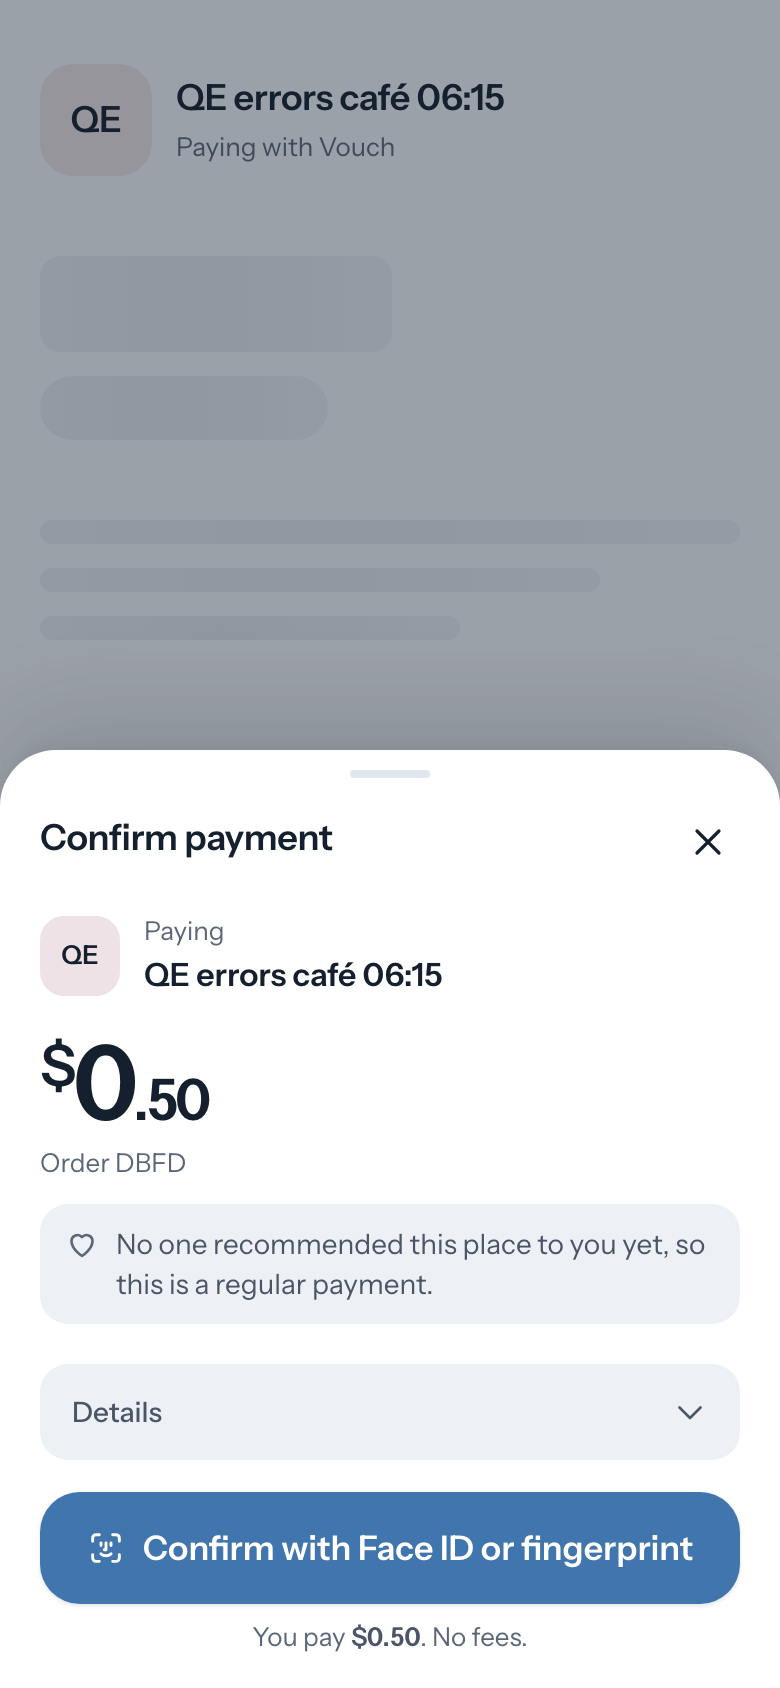 QE
QE errors café 06:15
Paying with Vouch
Confirm payment
QE
Paying
QE errors café 06:15
$0.50
Order DBFD
No one recommended this place to you yet, so
this is a regular payment.
Details
Confirm with Face ID or fingerprint
You pay $0.50. No fees.